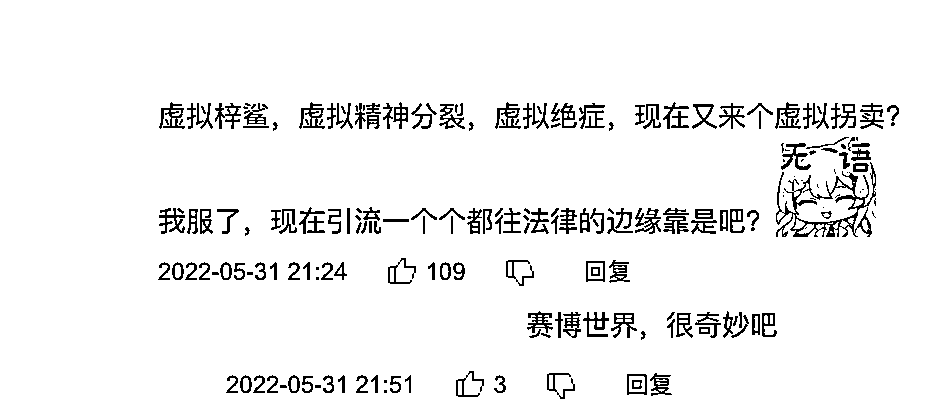 虚拟梓鲨，虚拟精神分裂，虚拟绝症，现在又来个虚拟拐卖？
无语
我服了，现在引流一个个都往法律的边缘靠是吧？
2022-05-31 21:24 109 回复
赛博世界，很奇妙吧
2022-05-31 21:51 3 回复